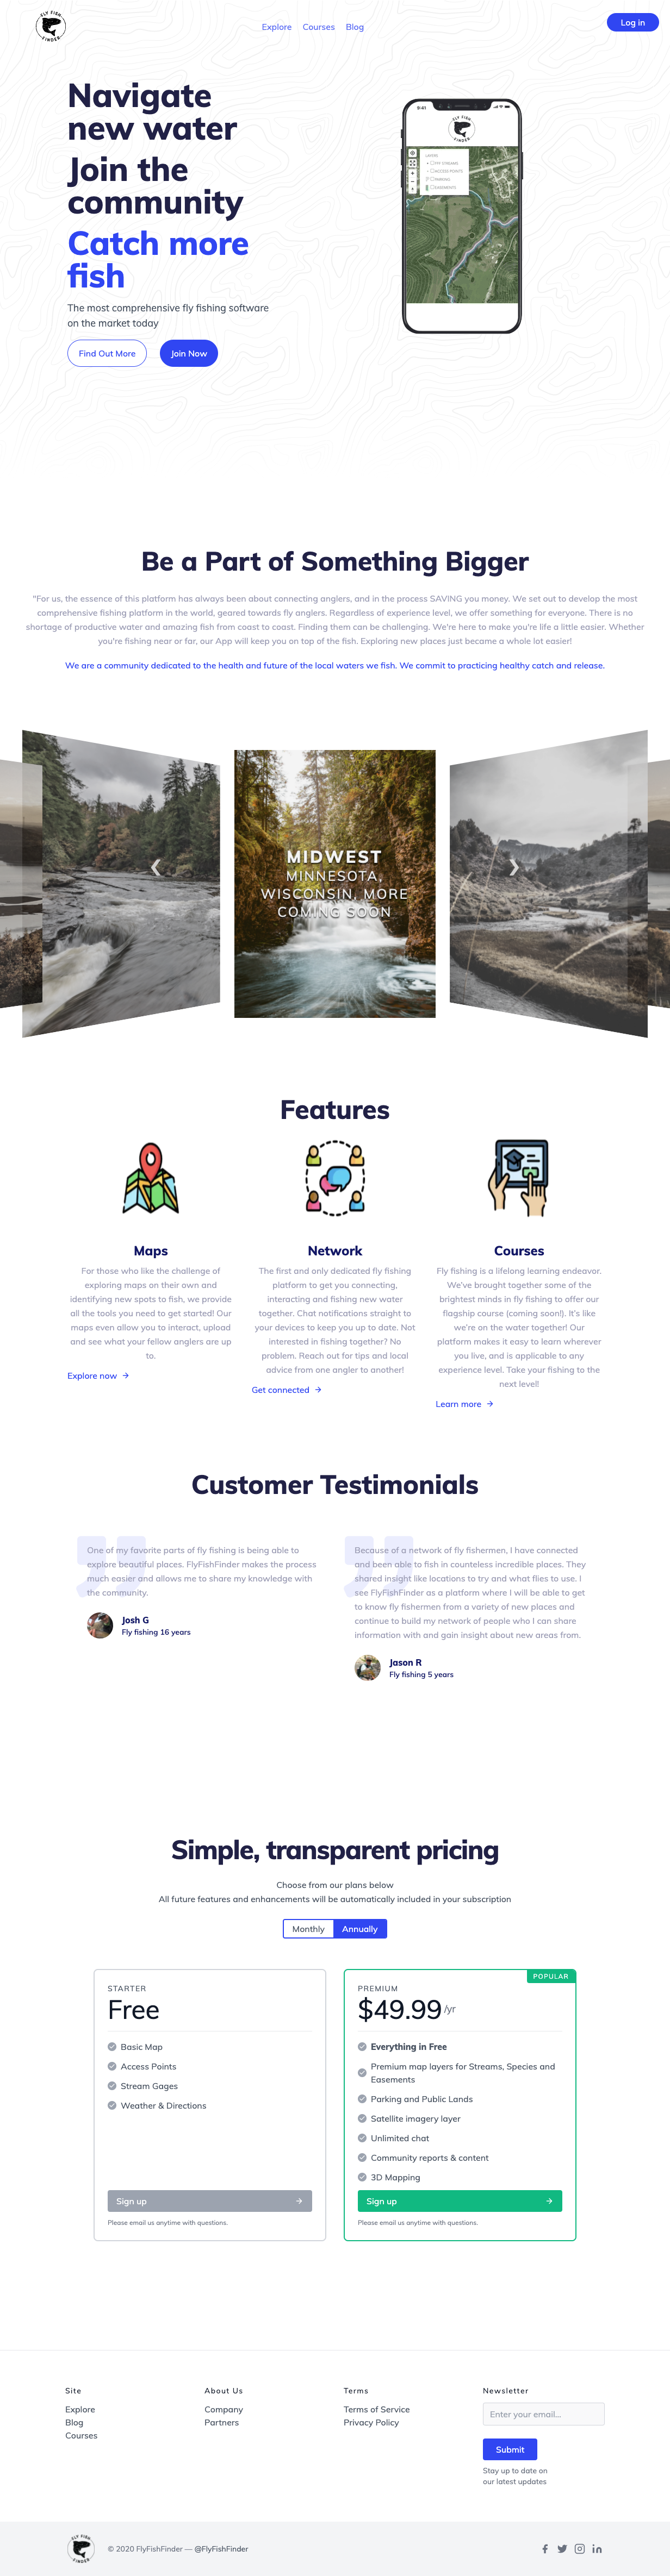 FLY FISH
FINDER
Explore Courses Blog
Log in
Navigate
new water
Join the
community
Catch more
fish
The most comprehensive fly fishing software
on the market today
Find Out More Join Now
9:41
FLY FISH
FINDER
LAYERS
FLY STREAMS
ACCESS POINTS
PARKING
EASEMENTS
Be a Part of Something Bigger
"For us, the essence of this platform has always been about connecting anglers, and in the process SAVING you money. We set out to develop the most
comprehensive fishing platform in the world, geared towards fly anglers. Regardless of experience level, we offer something for everyone. There is no
shortage of productive water and amazing fish from coast to coast. Finding them can be challenging. We're here to make you're life a little easier. Whether
you're fishing near or far, our App will keep you on top of the fish. Exploring new places just became a whole lot easier!
We are a community dedicated to the health and future of the local waters we fish. We commit to practicing healthy catch and release.
MIDWEST
MINNESOTA,
WISCONSIN, MORE
COMING SOON
Features
Maps
For those who like the challenge of
exploring maps on their own and
identifying new spots to fish, we provide
all the tools you need to get started! Our
maps even allow you to interact, upload
and see what your fellow anglers are up
to.
Explore now
Network
The first and only dedicated fly fishing
platform to get you connecting,
interacting and fishing new water
together. Chat notifications straight to
your devices to keep you up to date. Not
interested in fishing together? No
problem. Reach out for tips and local
advice from one angler to another!
Get connected
Courses
Fly fishing is a lifelong learning endeavor.
We've brought together some of the
brightest minds in fly fishing to offer our
flagship course (coming soon!). It's like
we're on the water together! Our
platform makes it easy to learn wherever
you live, and is applicable to any
experience level. Take your fishing to the
next level!
Learn more
Customer Testimonials
One of my favorite parts of fly fishing is being able to
explore beautiful places. FlyFishFinder makes the process
much easier and allows me to share my knowledge with
the community.
Josh G
Fly fishing 16 years
Because of a network of fly fishermen, I have connected
and been able to fish in counteless incredible places. They
shared insight like locations to try and what flies to use. I
see FlyFishFinder as a platform where I will be able to get
to know fly fishermen from a variety of new places and
continue to build my network of people who I can share
information with and gain insight about new areas from.
Jason R
Fly fishing 5 years
Simple, transparent pricing
Choose from our plans below
All future features and enhancements will be automatically included in your subscription
Monthly Annually
STARTER
Free
Basic Map
Access Points
Stream Gages
Weather & Directions
Sign up
Please email us anytime with questions.
POPULAR
PREMIUM
$49.99 /yr
Everything in Free
Premium map layers for Streams, Species and
Easements
Parking and Public Lands
Satellite imagery layer
Unlimited chat
Community reports & content
3D Mapping
Sign up
Please email us anytime with questions.
Site
Explore
Blog
Courses
About Us
Company
Partners
Terms
Terms of Service
Privacy Policy
Newsletter
Enter your email...
Submit
Stay up to date on
our latest updates
FLY FISH
FINDER
© 2020 FlyFishFinder — @FlyFishFinder